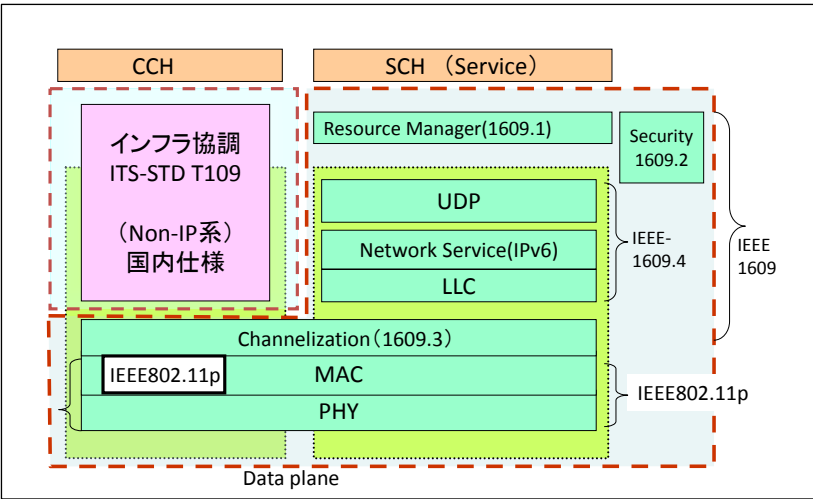 CCH
SCH （Service）
インフラ協調
ITS-STD T109
（Non-IP系）
国内仕様
Resource Manager(1609.1)
Security
1609.2
UDP
Network Service(IPv6)
LLC
IEEE-
1609.4
IEEE
1609
Channelization（1609.3）
IEEE802.11p
MAC
PHY
IEEE802.11p
Data plane